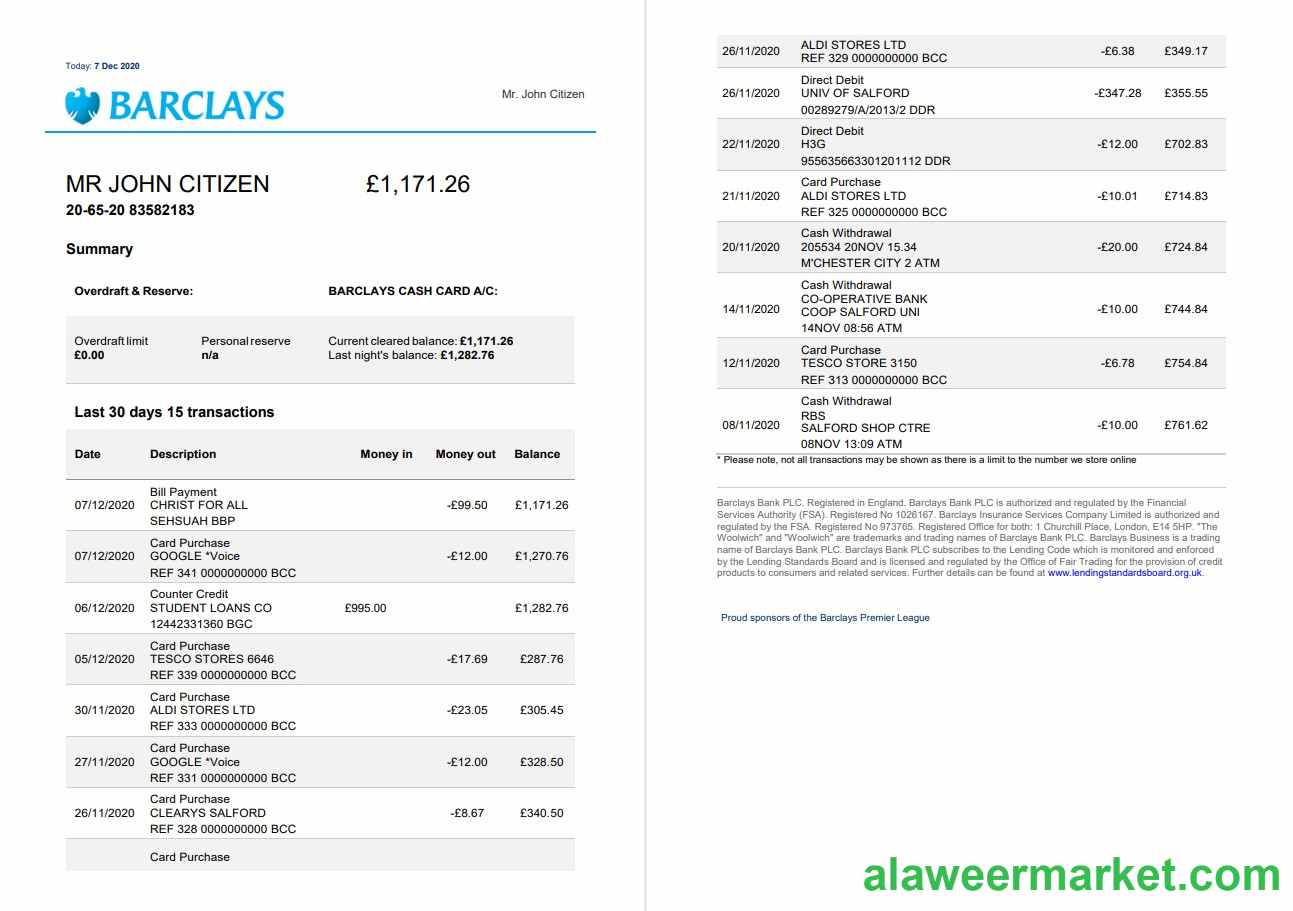 Today: 7 Dec 2020
BARCLAYS
Mr. John Citizen
MR JOHN CITIZEN £1,171.26
20-65-20 83582183
Summary
Overdraft & Reserve: BARCLAYS CASH CARD A/C:
Overdraft limit Personal reserve Current cleared balance: £1,171.26
£0.00 n/a Last night's balance: £1,282.76
Last 30 days 15 transactions
Date Description Money in Money out Balance
Bill Payment
07/12/2020 CHRIST FOR ALL -£99.50 £1,171.26
SEHSUAH BBP
Card Purchase
07/12/2020 GOOGLE *Voice -£12.00 £1,270.76
REF 341 0000000000 BCC
Counter Credit
06/12/2020 STUDENT LOANS CO £995.00 £1,282.76
12442331360 BGC
Card Purchase
05/12/2020 TESCO STORES 6646 -£17.69 £287.76
REF 339 0000000000 BCC
Card Purchase
30/11/2020 ALDI STORES LTD -£23.05 £305.45
REF 333 0000000000 BCC
Card Purchase
27/11/2020 GOOGLE *Voice -£12.00 £328.50
REF 331 0000000000 BCC
Card Purchase
26/11/2020 CLEARYS SALFORD -£8.67 £340.50
REF 328 0000000000 BCC
Card Purchase
ALDI STORES LTD
26/11/2020 -£6.38 £349.17
REF 329 0000000000 BCC
Direct Debit
26/11/2020 UNIV OF SALFORD -£347.28 £355.55
00289279/A/2013/2 DDR
Direct Debit
22/11/2020 H3G -£12.00 £702.83
955635663301201112 DDR
Card Purchase
21/11/2020 ALDI STORES LTD -£10.01 £714.83
REF 325 0000000000 BCC
Cash Withdrawal
20/11/2020 205534 20NOV 15.34 -£20.00 £724.84
M'CHESTER CITY 2 ATM
Cash Withdrawal
CO-OPERATIVE BANK
14/11/2020 COOP SALFORD UNI -£10.00 £744.84
14NOV 08:56 ATM
Card Purchase
12/11/2020 TESCO STORE 3150 -£6.78 £754.84
REF 313 0000000000 BCC
Cash Withdrawal
RBS
08/11/2020 SALFORD SHOP CTRE -£10.00 £761.62
08NOV 13:09 ATM
* Please note, not all transactions may be shown as there is a limit to the number we store online
Barclays Bank PLC. Registered in England. Barclays Bank PLC is authorized and regulated by the Financial
Services Authority (FSA). Registered No 1026167. Barclays Insurance Services Company Limited is authorized and
regulated by the FSA. Registered No 973765. Registered Office for both: 1 Churchill Place, London, E14 5HP. "The
Woolwich" and "Woolwich" are trademarks and trading names of Barclays Bank PLC. Barclays Business is a trading
name of Barclays Bank PLC. Barclays Bank PLC subscribes to the Lending Code which is monitored and enforced
by the Lending Standards Board and is licensed and regulated by the Office of Fair Trading for the provision of credit
products to consumers and related services. Further details can be found at www.lendingstandardsboard.org.uk.
Proud sponsors of the Barclays Premier League
alaweermarket.com